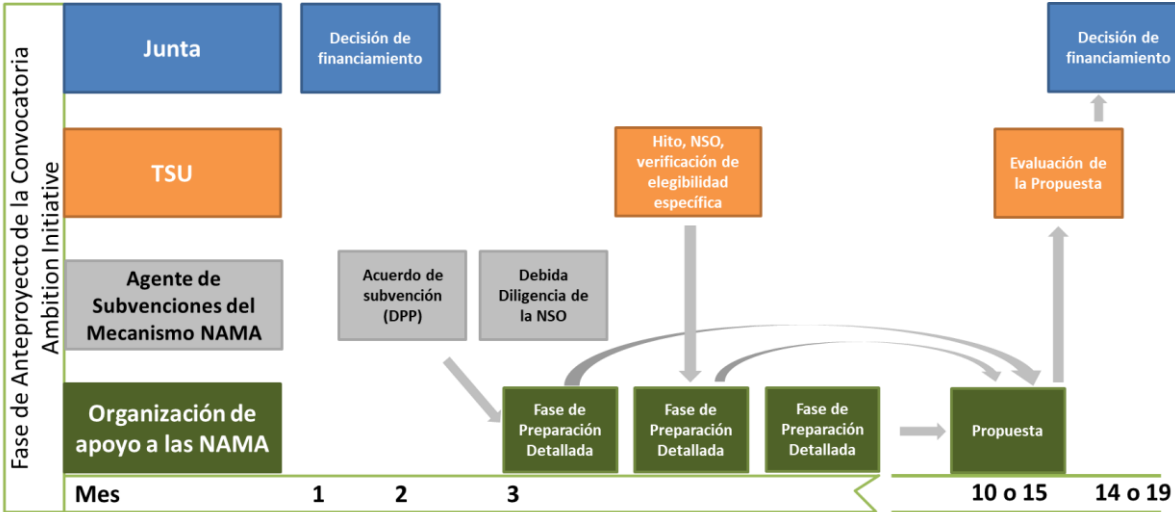 Fase de Anteproyecto de la Convocatoria
Ambition Initiative
Junta
Decisión de
financiamiento
Decisión de
financiamiento
TSU
Hito, NSO,
verificación de
elegibilidad
específica
Evaluación de
la Propuesta
Agente de
Subvenciones del
Mecanismo NAMA
Acuerdo de
subvención
(DPP)
Debida
Diligencia de
la NSO
Organización de
apoyo a las NAMA
Fase de
Preparación
Detallada
Fase de
Preparación
Detallada
Fase de
Preparación
Detallada
Propuesta
Mes 1 2 3 10 o 15 14 o 19